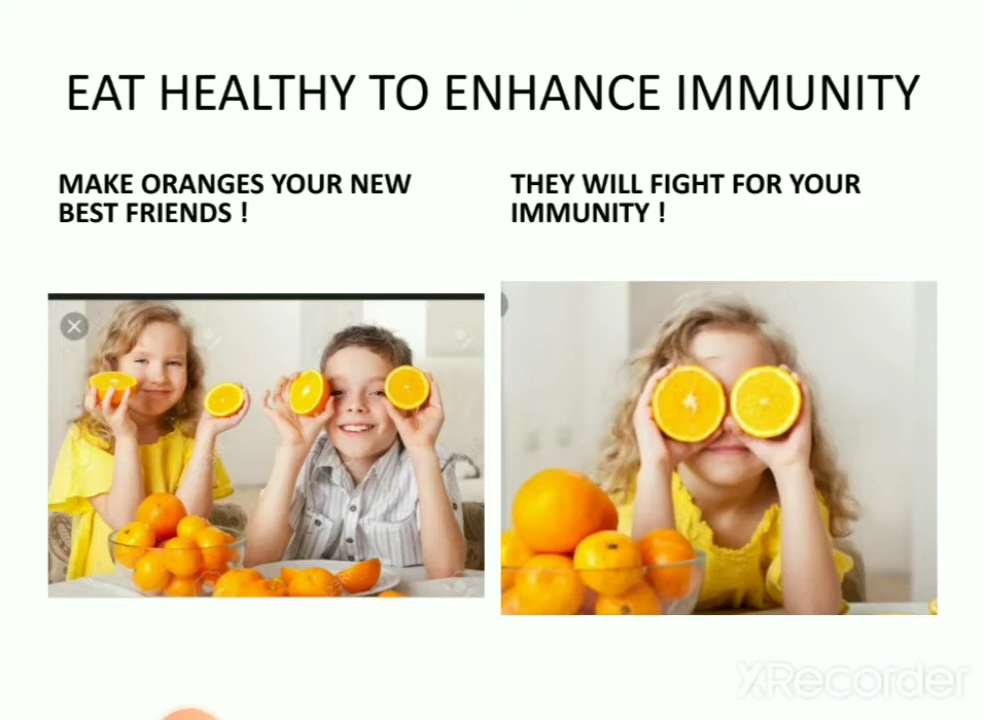 EAT HEALTHY TO ENHANCE IMMUNITY
MAKE ORANGES YOUR NEW
BEST FRIENDS !
THEY WILL FIGHT FOR YOUR
IMMUNITY !
XRecorder